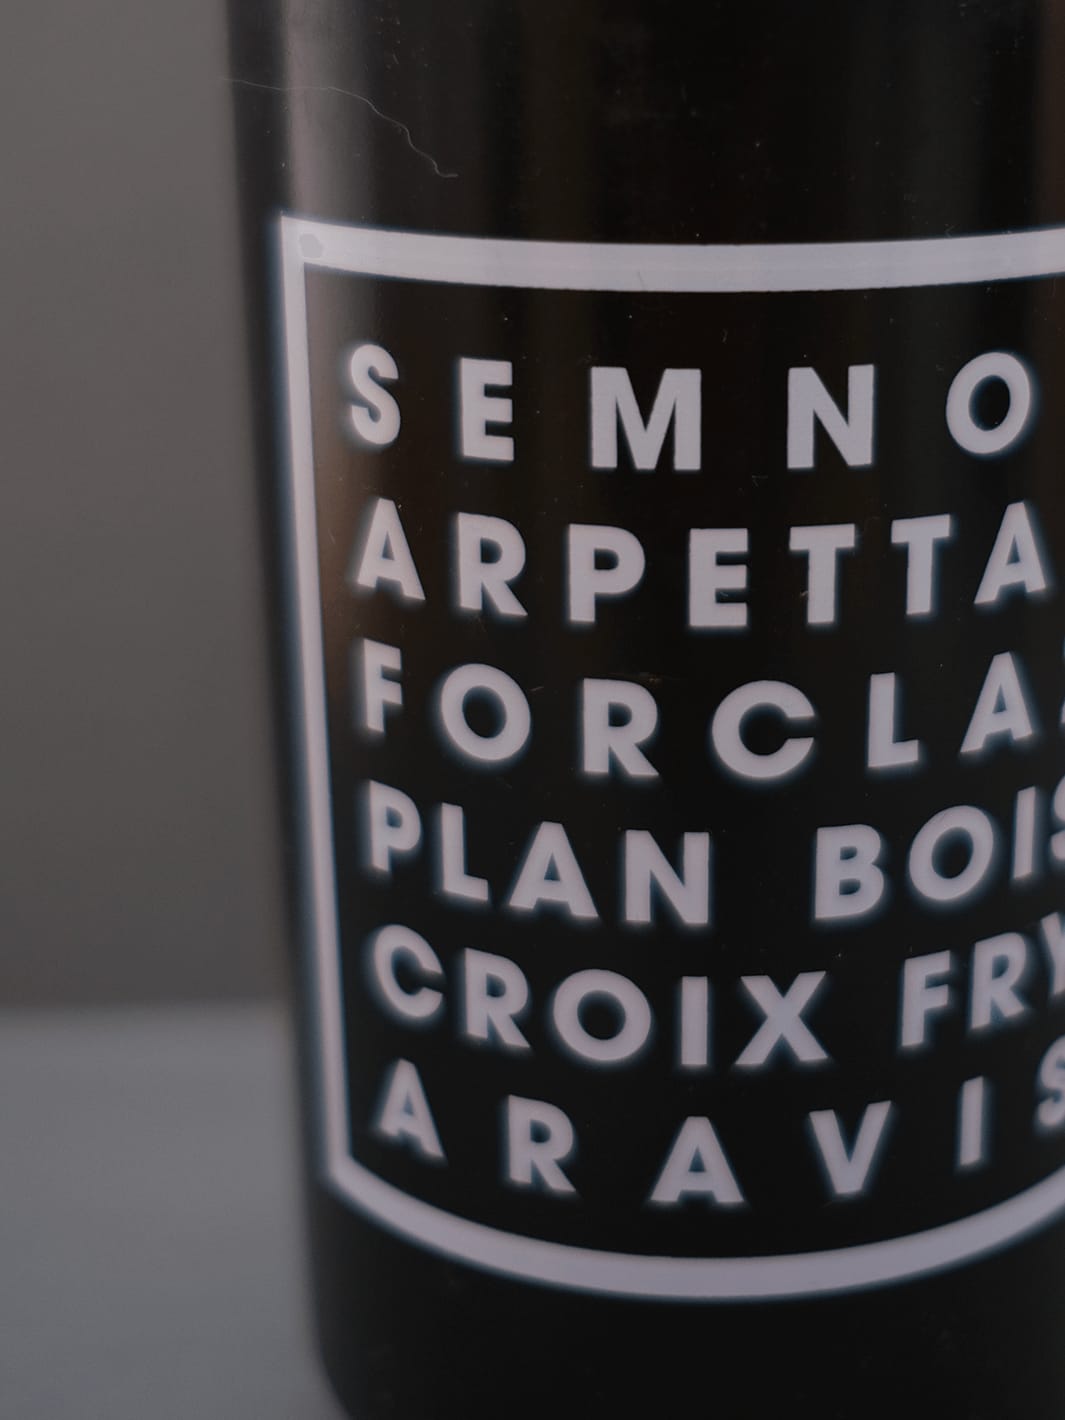 SEMNO
ARPETTA
FORCLA
PLAN BOIS
CROIX FRY
ARAVIS